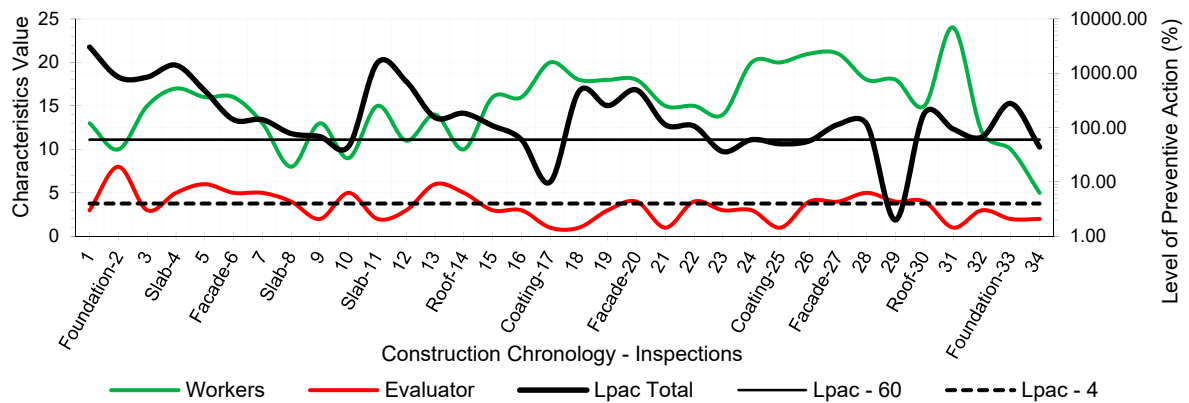 Characteristics Value
25
20
15
10
5
0
10000.00
1000.00
100.00
10.00
1.00
Level of Preventive Action (%)
1
Foundation-2
3
Slab-4
5
Facade-6
7
Slab-8
9
10
Slab-11
12
13
Roof-14
15
16
Coating-17
18
19
Facade-20
21
22
23
24
Coating-25
26
Facade-27
28
29
Roof-30
31
32
Foundation-33
34
Construction Chronology - Inspections
Workers Evaluator Lpac Total Lpac - 60 Lpac - 4